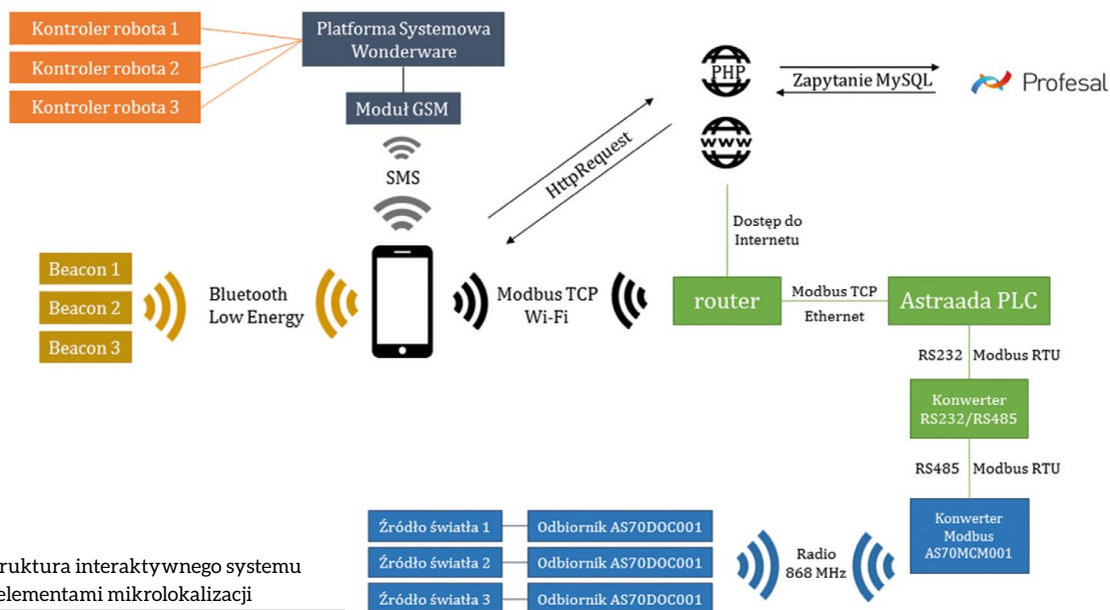 Kontroler robota 1
Kontroler robota 2
Kontroler robota 3
Platforma Systemowa
Wonderware
Moduł GSM
SMS
PHP
www
Zapytanie MySQL
Profesal
HttpRequest
Dostęp do
Internetu
Beacon 1
Beacon 2
Beacon 3
Bluetooth
Low Energy
Modbus TCP
Wi-Fi
router
Modbus TCP
Ethernet
Astraada PLC
RS232 Modbus RTU
Konwerter
RS232/RS485
RS485 Modbus RTU
Konwerter
Modbus
AS70MCM001
Radio
868 MHz
Źródło światła 1
Odbiornik AS70DOC001
Źródło światła 2
Odbiornik AS70DOC001
Źródło światła 3
Odbiornik AS70DOC001
ruktura interaktywnego systemu
elementami mikrolokalizacji